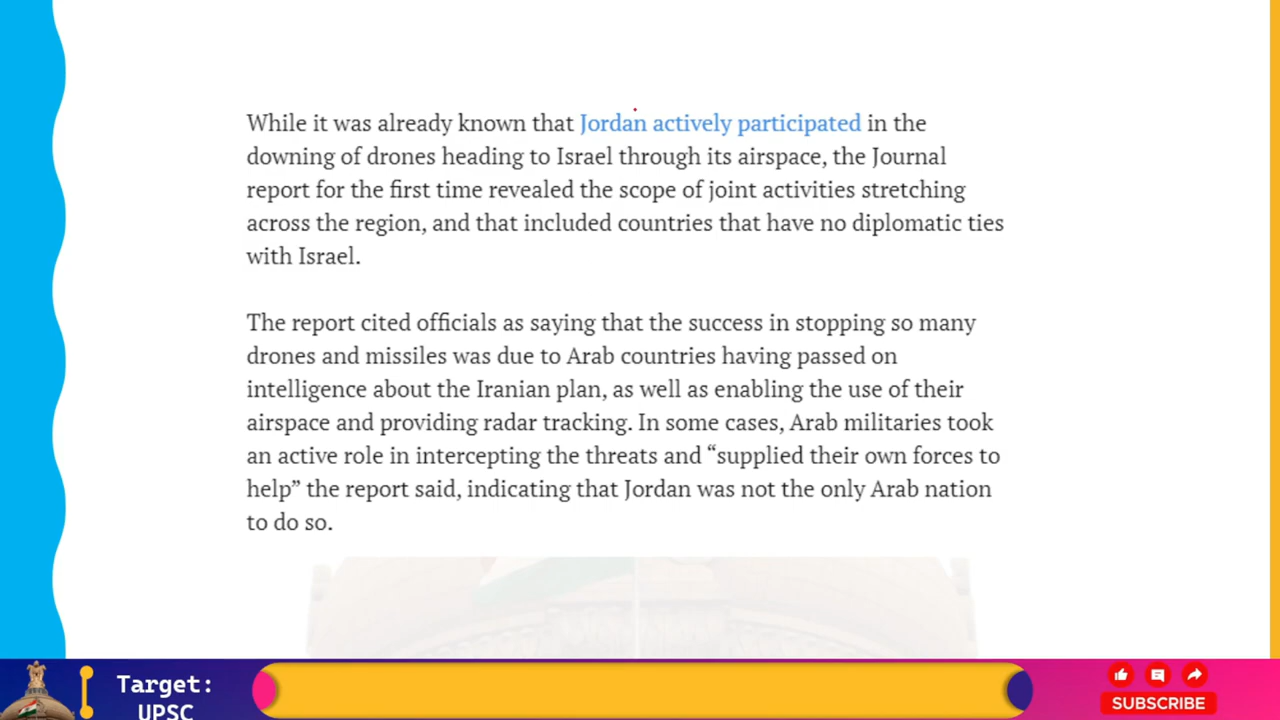 While it was already known that Jordan actively participated in the
downing of drones heading to Israel through its airspace, the Journal
report for the first time revealed the scope of joint activities stretching
across the region, and that included countries that have no diplomatic ties
with Israel.
The report cited officials as saying that the success in stopping so many
drones and missiles was due to Arab countries having passed on
intelligence about the Iranian plan, as well as enabling the use of their
airspace and providing radar tracking. In some cases, Arab militaries took
an active role in intercepting the threats and “supplied their own forces to
help” the report said, indicating that Jordan was not the only Arab nation
to do so.
Target:
UPSC
SUBSCRIBE